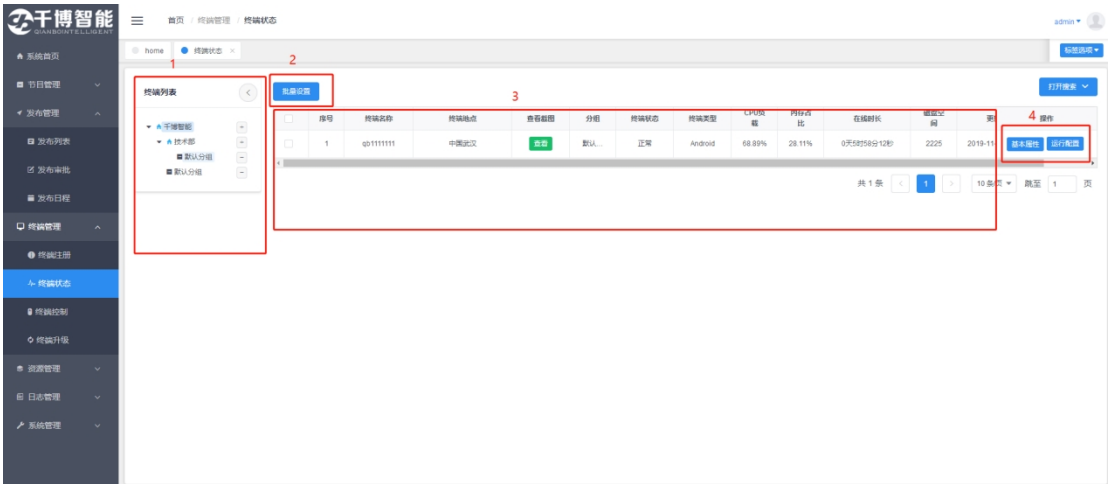 千博智能
QIANBOINTELLIGENT
首页 / 终端管理 / 终端状态
admin
系统首页
home
终端状态 ×
标签选项
1
2
节目管理
终端列表
批量设置
打开搜索
3
发布管理
序号 终端名称 终端地点 查看截图 分组 终端状态 终端类型 CPU负载 内存占比 在线时长 磁盘空间 更 操作
4
千博智能
技术部
默认分组
默认分组
1 qb1111111 中国武汉 查看 默认... 正常 Android 68.89% 28.11% 0天5时58分12秒 2225 2019-11- 基本属性 运行配置
共 1 条 1 10 条/页 跳至 1 页
发布列表
发布审批
发布日程
终端管理
终端注册
终端状态
终端控制
终端升级
资源管理
日志管理
系统管理